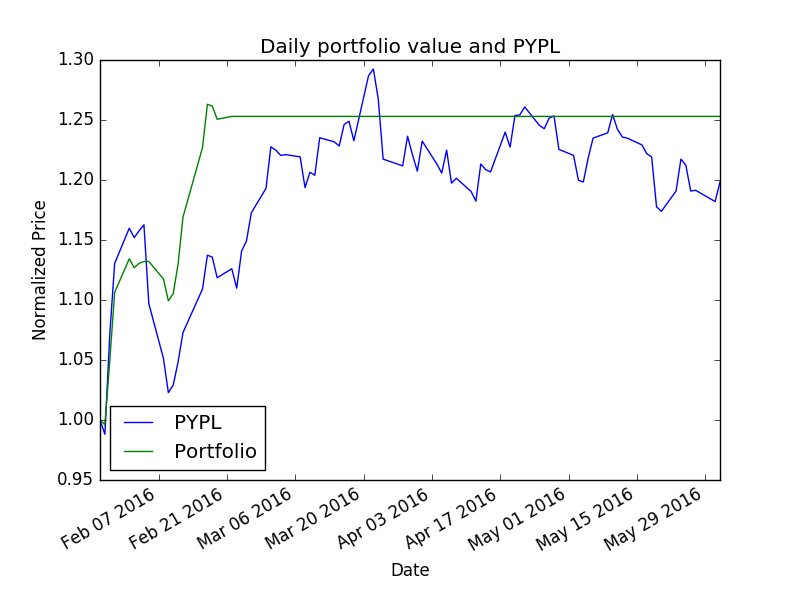 Daily portfolio value and PYPL
1.30
1.25
1.20
1.15
1.10
1.05
1.00
0.95
Normalized Price
PYPL
Portfolio
Feb 07 2016
Feb 21 2016
Mar 06 2016
Mar 20 2016
Apr 03 2016
Apr 17 2016
May 01 2016
May 15 2016
May 29 2016
Date